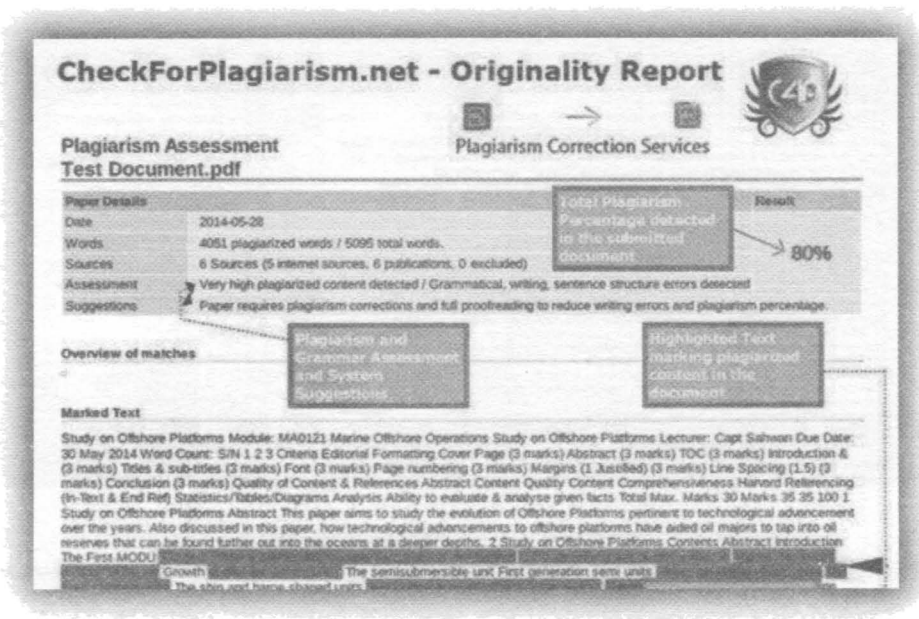 CheckForPlagiarism.net - Originality Report
C4P
Plagiarism Correction Services
Plagiarism Assessment
Test Document.pdf
Paper Details
Result
Date 2014-05-28
Words 4051 plagiarized words / 5095 total words.
Sources 6 Sources (5 internet sources, 6 publications, 0 excluded)
Assessment Very high plagiarized content detected / Grammatical, writing, sentence structure errors detected
Suggestions Paper requires plagiarism corrections and full proofreading to reduce writing errors and plagiarism percentage.
Total Plagiarism
Percentage detected
in the submitted
document
80%
Plagiarism and
Grammar Assessment
and System
Suggestions
Highlighted Text
marking plagiarized
content in the
document
Overview of matches
Marked Text
Study on Offshore Platforms Module: MA0121 Marine Offshore Operations Study on Offshore Platforms Lecturer: Capt Salwan Due Date:
30 May 2014 Word Count: S/N 1 2 3 Criteria Editorial Formatting Cover Page (3 marks) Abstract (3 marks) TOC (3 marks) Introduction &
(3 marks) Titles & sub-titles (3 marks) Font (3 marks) Page numbering (3 marks) Margins (1 Justified) (3 marks) Line Spacing (1.5) (3
marks) Conclusion (3 marks) Quality of Content & References Abstract Content Quality Content Comprehensiveness Harvard Referencing
(In-Text & End Ref) Statistics/Tables/Diagrams Analysis Ability to evaluate & analyse given facts Total Max. Marks 30 Marks 35 35 100 1
Study on Offshore Platforms Abstract This paper aims to study the evolution of Offshore Platforms pertinent to technological advancement
over the years. Also discussed in this paper, how technological advancements to offshore platforms have aided oil majors to tap into oil
reserves that can be found further out into the oceans at a deeper depths. 2 Study on Offshore Platforms Contents Abstract Introduction
The First MODU
Growth The semisubmersible unit First generation semi units
The ship and barge shaped units